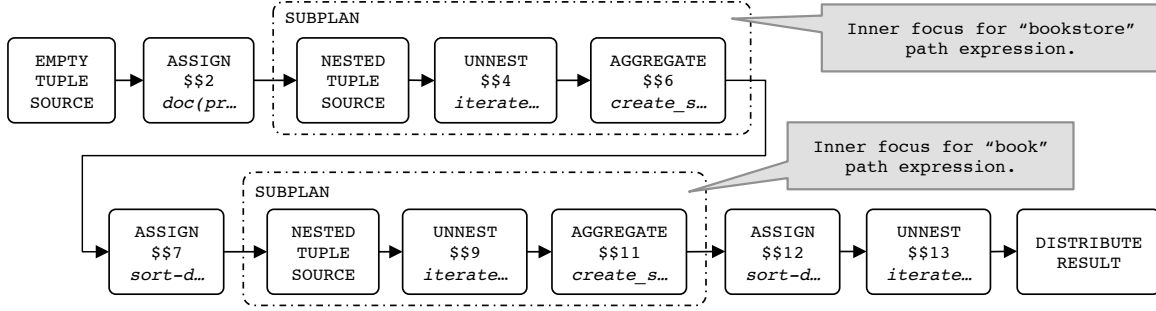 SUBPLAN
Inner focus for “bookstore”
path expression.
EMPTY
TUPLE
SOURCE
ASSIGN
$$2
doc(pr…
NESTED
TUPLE
SOURCE
UNNEST
$$4
iterate…
AGGREGATE
$$6
create_s…
Inner focus for “book”
path expression.
SUBPLAN
ASSIGN
$$7
sort-d…
NESTED
TUPLE
SOURCE
UNNEST
$$9
iterate…
AGGREGATE
$$11
create_s…
ASSIGN
$$12
sort-d…
UNNEST
$$13
iterate…
DISTRIBUTE
RESULT